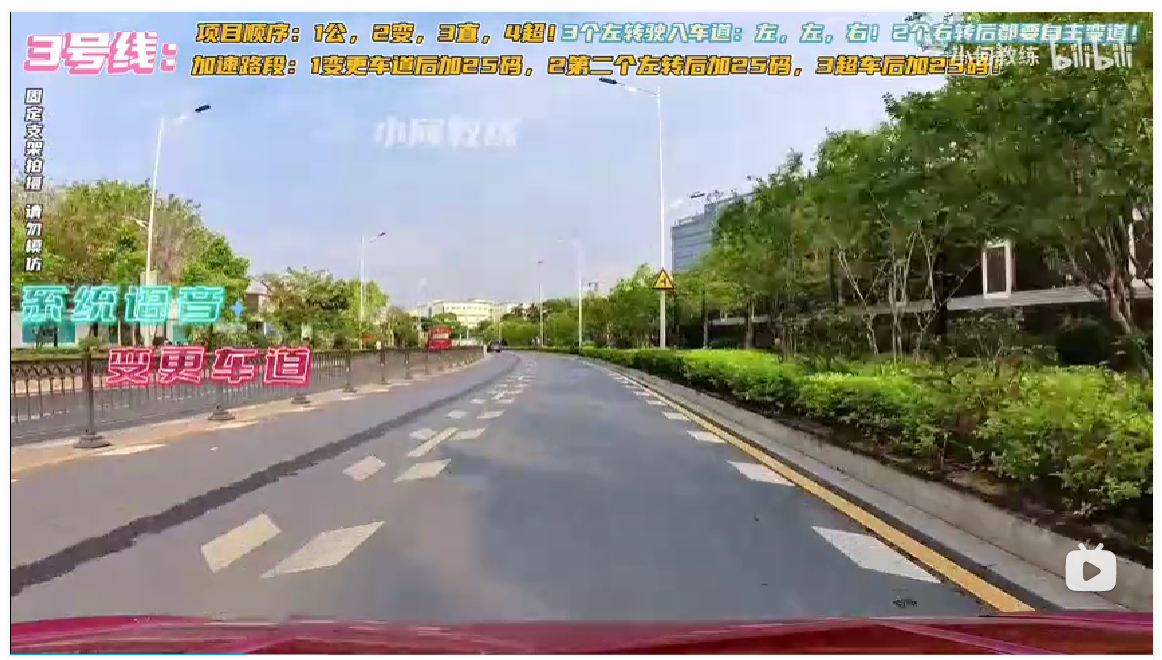 3号线：
项目顺序：1公，2变，3直，4超！3个左转驶入车道：左，左，右！2个右转后都要自主变道！
加速路段：1变更车道后加25码，2第二个左转后加25码，3超车后加25码！
小何教练 bilibili
小何教练
固定支架拍摄 请勿模仿
系统语音
变更车道